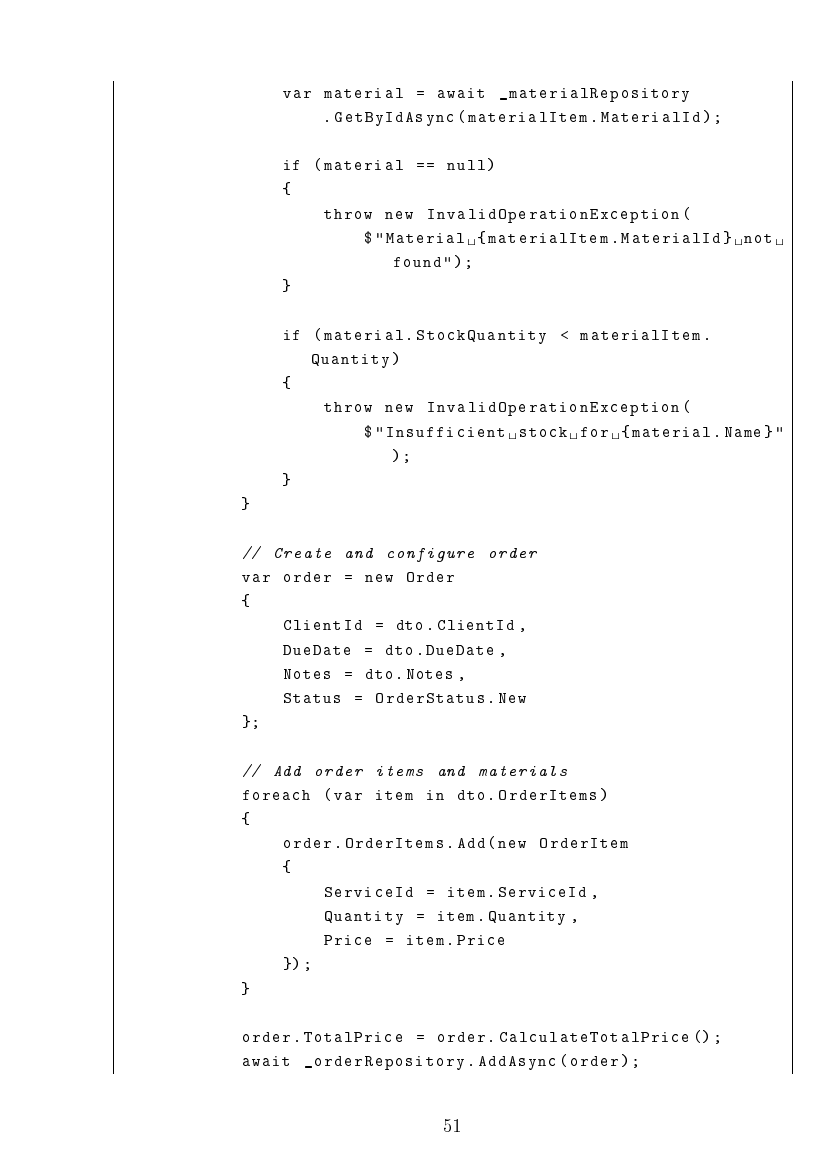 var material = await _materialRepository
.GetByIdAsync(materialItem.MaterialId);
if (material == null)
{
throw new InvalidOperationException(
$"Material␣{materialItem.MaterialId}␣not␣
found");
}
if (material.StockQuantity < materialItem.
Quantity)
{
throw new InvalidOperationException(
$"Insufficient␣stock␣for␣{material.Name}"
);
}
}
// Create and configure order
var order = new Order
{
ClientId = dto.ClientId,
DueDate = dto.DueDate,
Notes = dto.Notes,
Status = OrderStatus.New
};
// Add order items and materials
foreach (var item in dto.OrderItems)
{
order.OrderItems.Add(new OrderItem
{
ServiceId = item.ServiceId,
Quantity = item.Quantity,
Price = item.Price
});
}
order.TotalPrice = order.CalculateTotalPrice();
await _orderRepository.AddAsync(order);
51